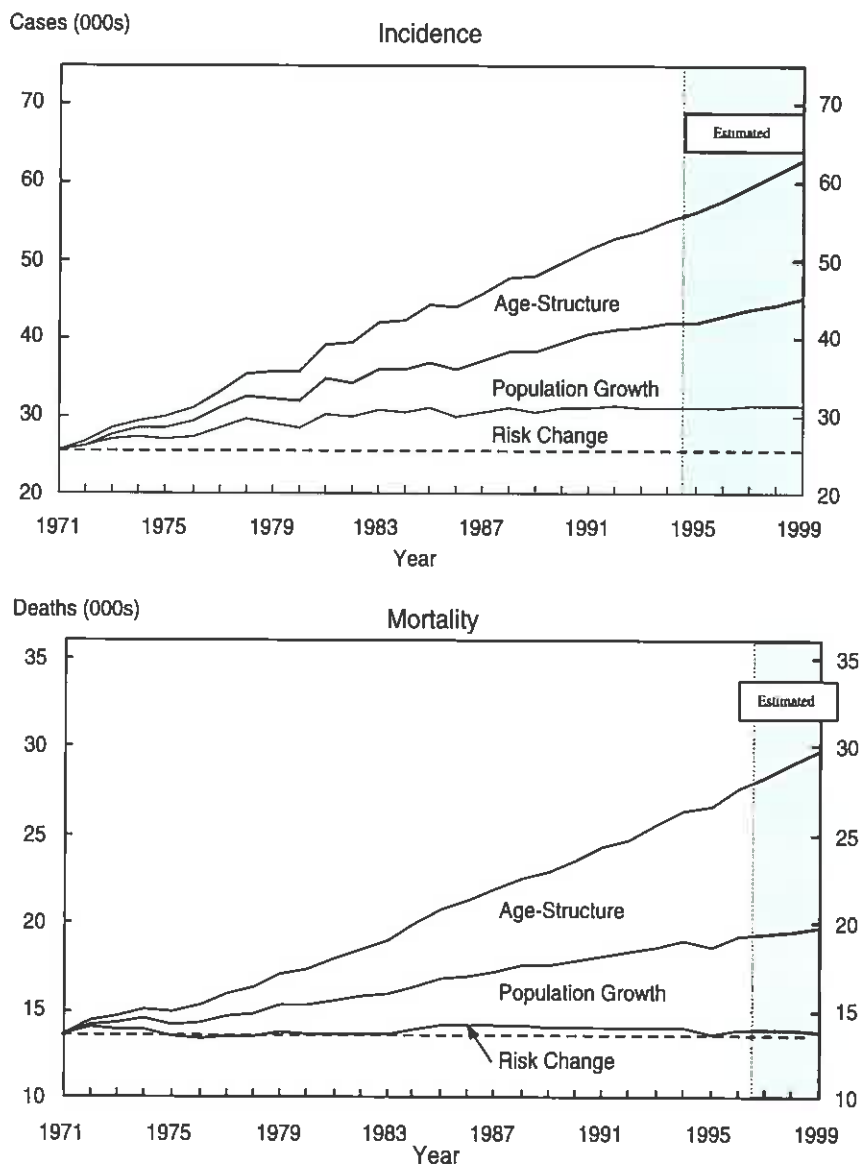 Cases (000s)
Incidence
70 70
Estimated
60 60
50 50
Age-Structure
40 40
Population Growth
30 30
Risk Change
20 20
1971 1975 1979 1983 1987 1991 1995 1999
Year
Deaths (000s)
Mortality
35 35
Estimated
30 30
25 25
Age-Structure
20 20
Population Growth
15 15
Risk Change
10 10
1971 1975 1979 1983 1987 1991 1995 1999
Year